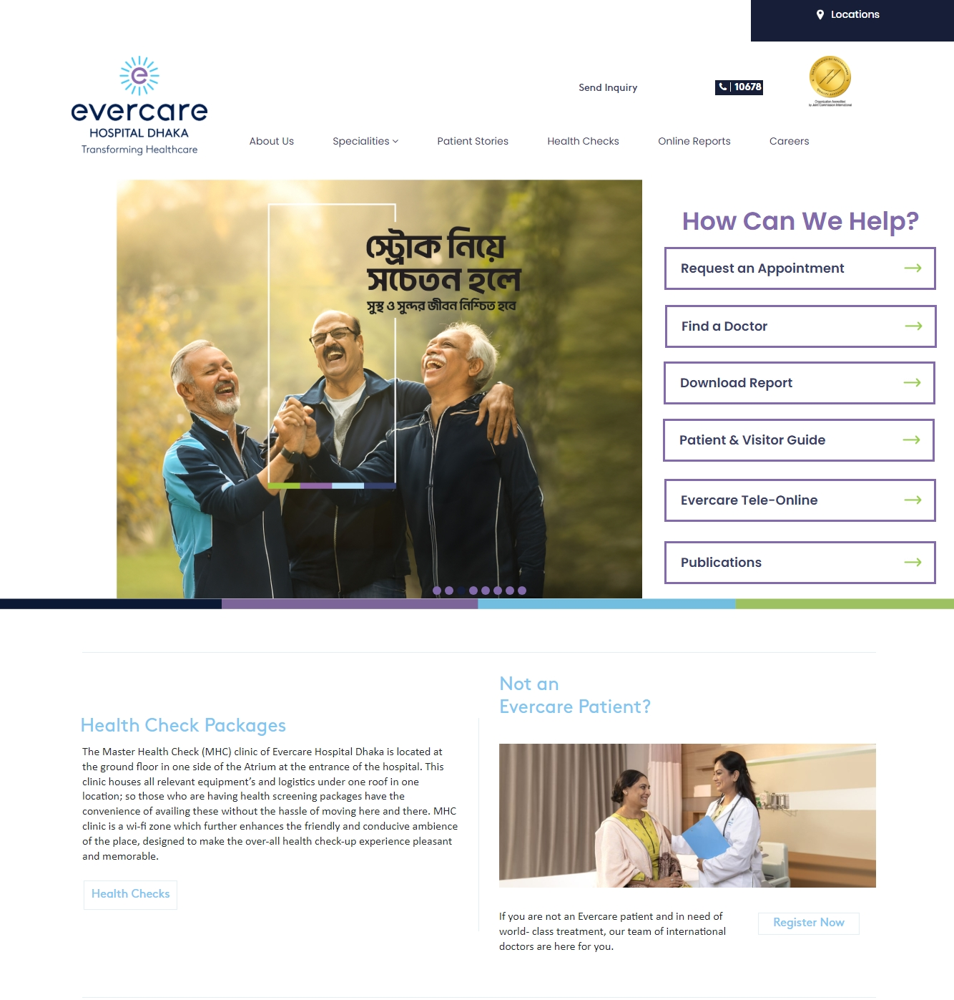 Locations
e
evercare
HOSPITAL DHAKA
Transforming Healthcare
Send Inquiry
10678
Organization Accredited
by Joint Commission International
About Us
Specialities
Patient Stories
Health Checks
Online Reports
Careers
স্ট্রোক নিয়ে
সচেতন হলে
সুস্থ ও সুন্দর জীবন নিশ্চিত হবে
How Can We Help?
Request an Appointment
Find a Doctor
Download Report
Patient & Visitor Guide
Evercare Tele-Online
Publications
Health Check Packages
The Master Health Check (MHC) clinic of Evercare Hospital Dhaka is located at
the ground floor in one side of the Atrium at the entrance of the hospital. This
clinic houses all relevant equipment’s and logistics under one roof in one
location; so those who are having health screening packages have the
convenience of availing these without the hassle of moving here and there. MHC
clinic is a wi-fi zone which further enhances the friendly and conducive ambience
of the place, designed to make the over-all health check-up experience pleasant
and memorable.
Health Checks
Not an
Evercare Patient?
If you are not an Evercare patient and in need of
world- class treatment, our team of international
doctors are here for you.
Register Now